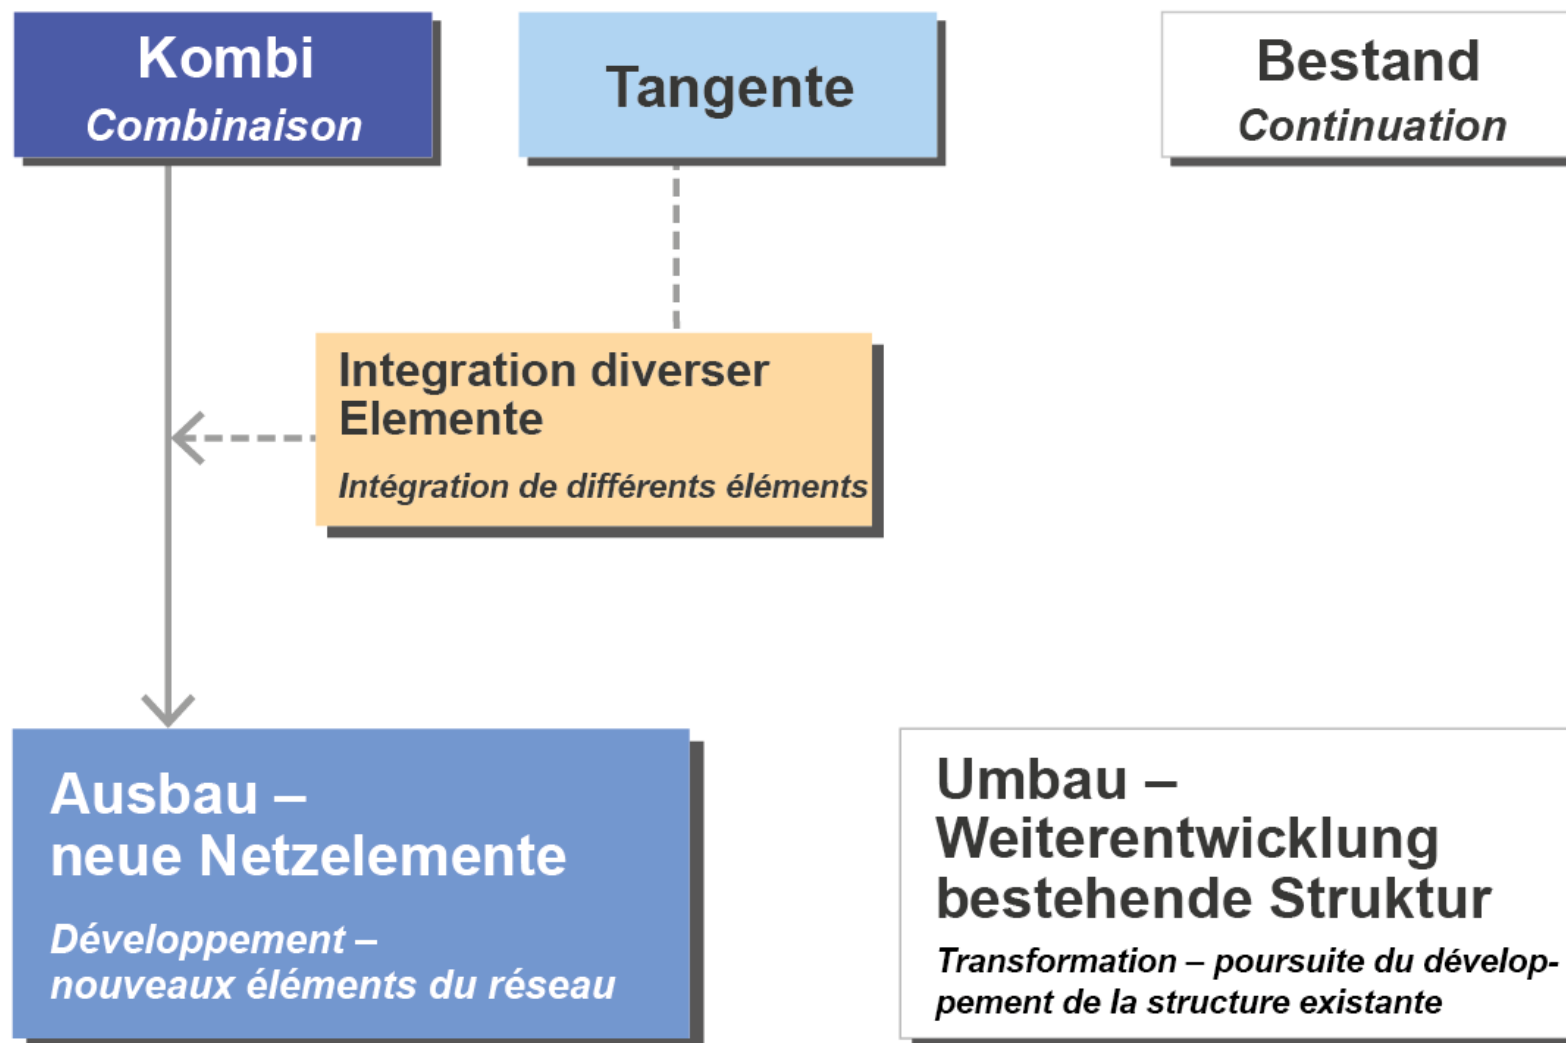 Kombi
Combinaison
Tangente
Bestand
Continuation
Integration diverser
Elemente
Intégration de différents éléments
Ausbau –
neue Netzelemente
Développement –
nouveaux éléments du réseau
Umbau –
Weiterentwicklung
bestehende Struktur
Transformation – poursuite du dévelop-
pement de la structure existante